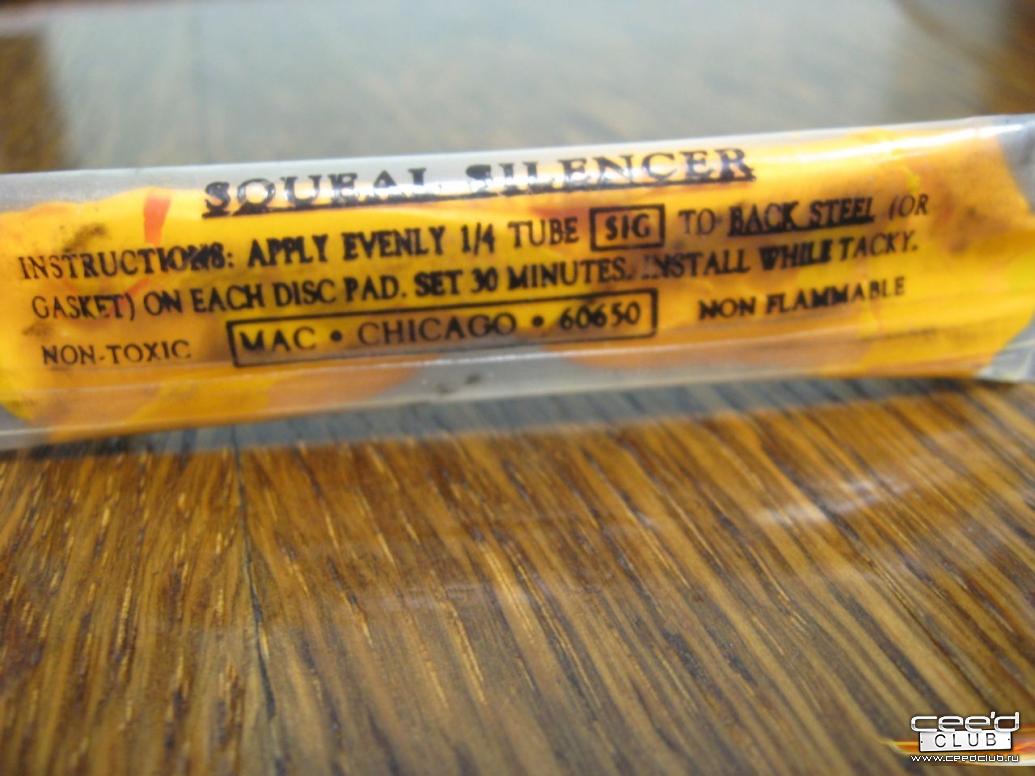 SQUEAL SILENCER
INSTRUCTIONS: APPLY EVENLY 1/4 TUBE SIG TO BACK STEEL (OR
GASKET) ON EACH DISC PAD. SET 30 MINUTES. INSTALL WHILE TACKY.
NON-TOXIC MAC • CHICAGO • 60650 NON FLAMMABLE
cee'd
CLUB
www.ceedclub.ru